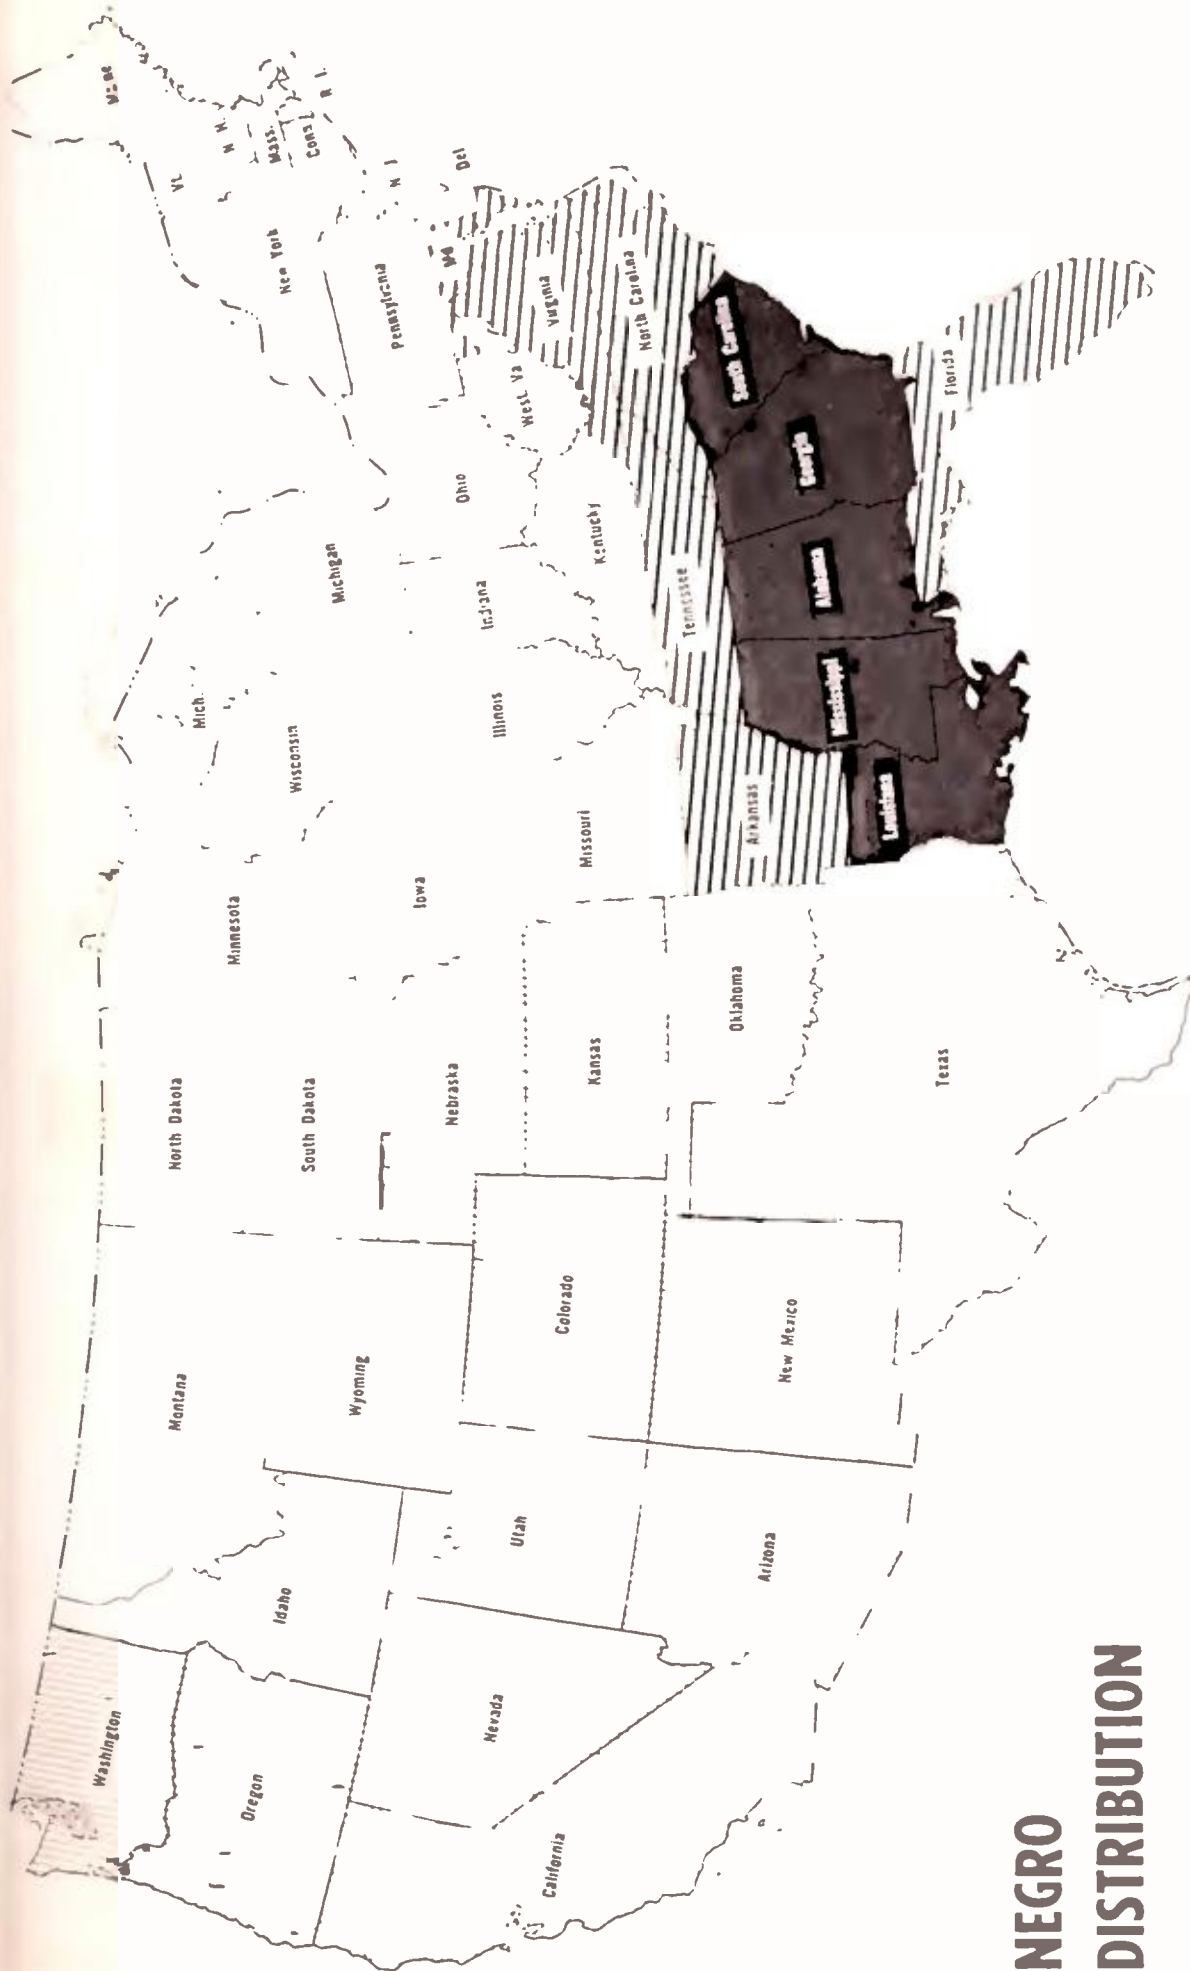 Washington
Oregon
California
Idaho
Nevada
Montana
Wyoming
Utah
Arizona
Colorado
New Mexico
North Dakota
South Dakota
Nebraska
Kansas
Oklahoma
Texas
Minnesota
Iowa
Missouri
Arkansas
Louisiana
Wisconsin
Mich.
Illinois
Mississippi
Michigan
Indiana
Kentucky
Tennessee
Alabama
Ohio
West Va
Georgia
Florida
Pennsylvania
Virginia
North Carolina
South Carolina
New York
Vt.
N H.
Mass.
Conn
R I.
N J
Del
Md
NEGRO
DISTRIBUTION